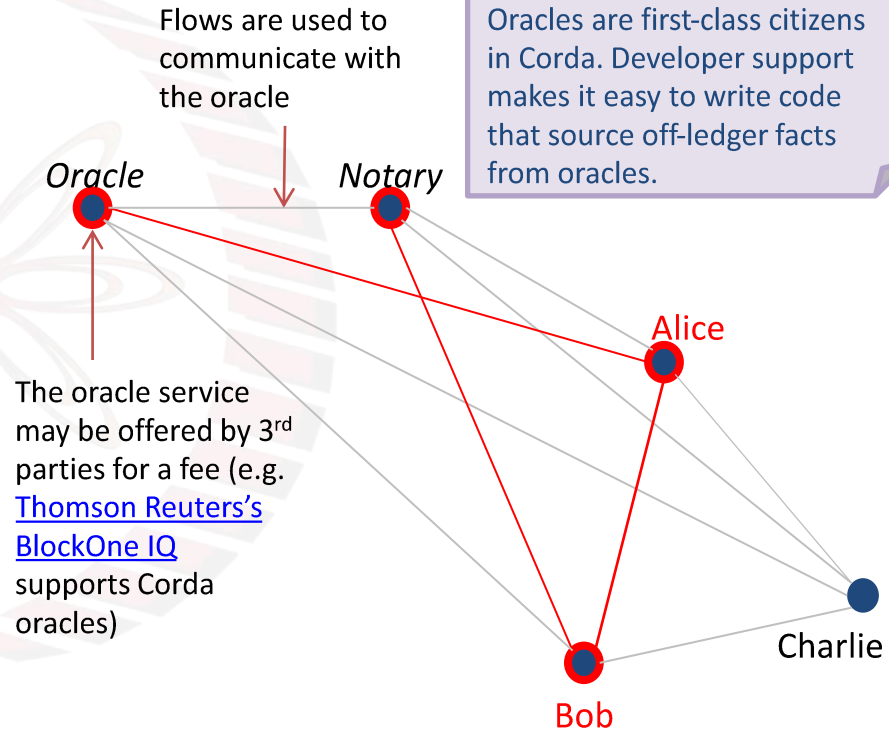 Flows are used to
communicate with
the oracle
Oracles are first-class citizens
in Corda. Developer support
makes it easy to write code
that source off-ledger facts
from oracles.
Oracle
Notary
Alice
The oracle service
may be offered by 3rd
parties for a fee (e.g.
Thomson Reuters’s
BlockOne IQ
supports Corda
oracles)
Charlie
Bob